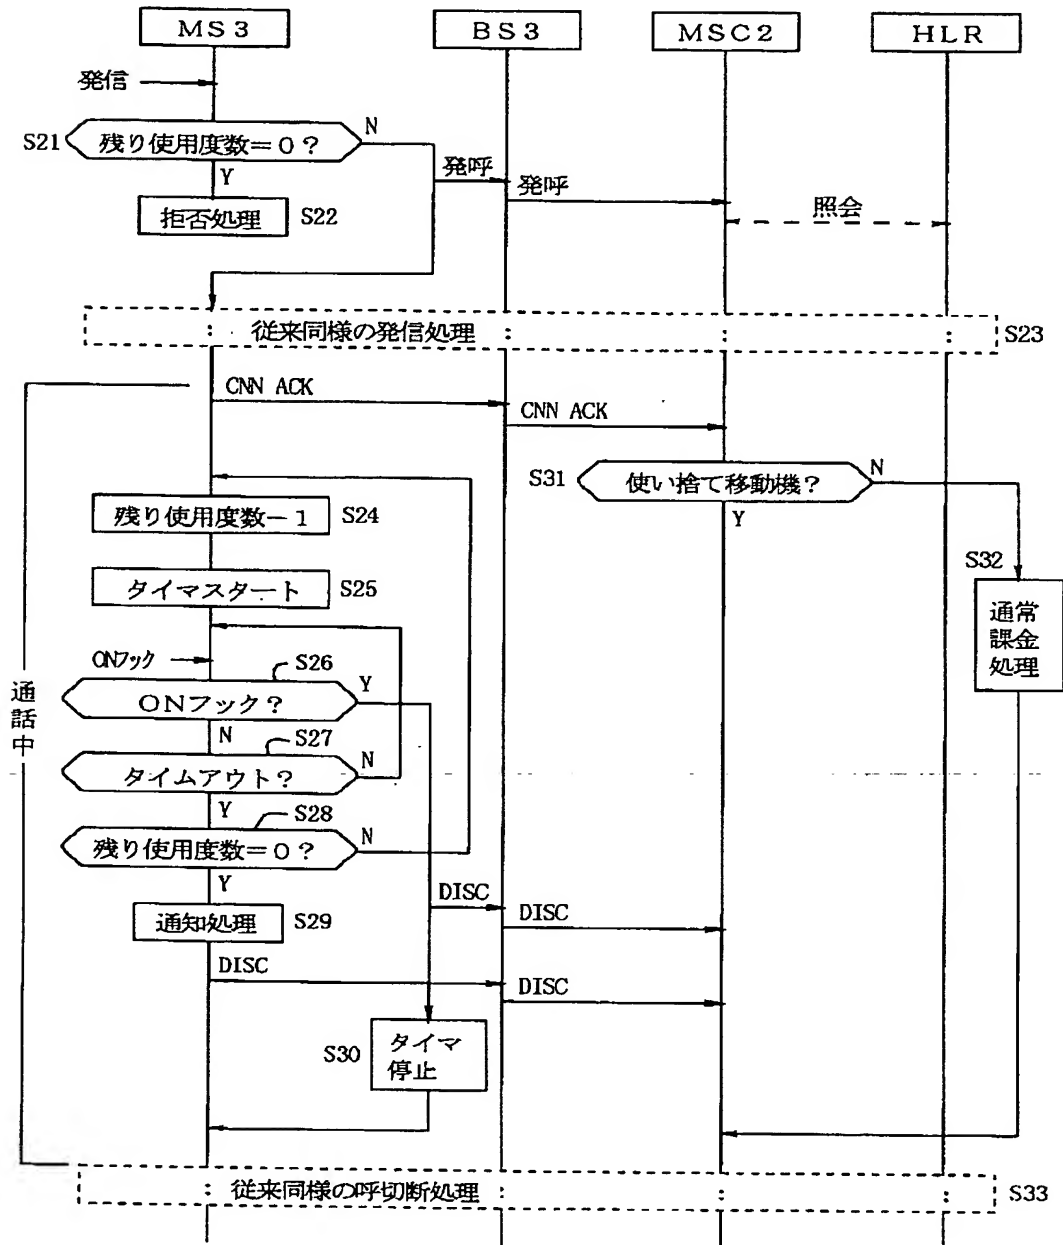 MS3
BS3
MSC2
HLR
発信
S21
残り使用度数=0?
N
Y
発呼
発呼
拒否処理
S22
照会
従来同様の発信処理
S23
CNN ACK
CNN ACK
S31
使い捨て移動機?
N
Y
残り使用度数-1
S24
タイマスタート
S25
S32
通常
課金
処理
ONフック
S26
ONフック?
Y
N
通話中
S27
タイムアウト?
N
Y
S28
残り使用度数=0?
N
Y
通知処理
S29
DISC
DISC
DISC
DISC
S30
タイマ
停止
従来同様の呼切断処理
S33